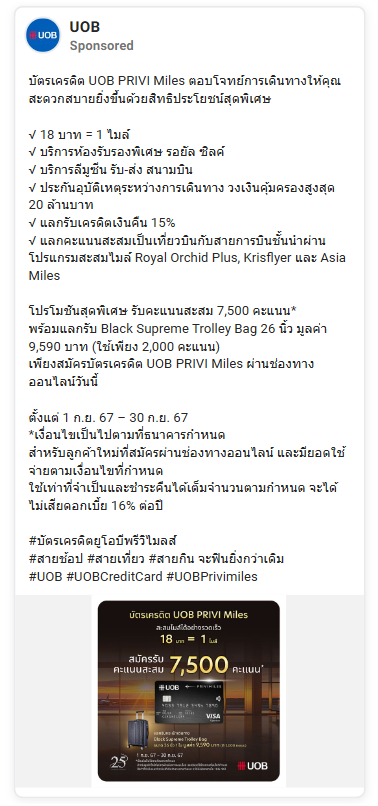 UOB
UOB
Sponsored
บัตรเครดิต UOB PRIVI Miles ตอบโจทย์การเดินทางให้คุณ
สะดวกสบายยิ่งขึ้นด้วยสิทธิประโยชน์สุดพิเศษ
√ 18 บาท = 1 ไมล์
√ บริการห้องรับรองพิเศษ รอยัล ซิลค์
√ บริการลีมูซีน รับ-ส่ง สนามบิน
√ ประกันอุบัติเหตุระหว่างการเดินทาง วงเงินคุ้มครองสูงสุด
20 ล้านบาท
√ แลกรับเครดิตเงินคืน 15%
√ แลกคะแนนสะสมเป็นเที่ยวบินกับสายการบินชั้นนำผ่าน
โปรแกรมสะสมไมล์ Royal Orchid Plus, Krisflyer และ Asia
Miles
โปรโมชันสุดพิเศษ รับคะแนนสะสม 7,500 คะแนน*
พร้อมแลกรับ Black Supreme Trolley Bag 26 นิ้ว มูลค่า
9,590 บาท (ใช้เพียง 2,000 คะแนน)
เพียงสมัครบัตรเครดิต UOB PRIVI Miles ผ่านช่องทาง
ออนไลน์วันนี้
ตั้งแต่ 1 ก.ย. 67 – 30 ก.ย. 67
*เงื่อนไขเป็นไปตามที่ธนาคารกำหนด
สำหรับลูกค้าใหม่ที่สมัครผ่านช่องทางออนไลน์ และมียอดใช้
จ่ายตามเงื่อนไขที่กำหนด
ใช้เท่าที่จำเป็นและชำระคืนได้เต็มจำนวนตามกำหนด จะได้
ไม่เสียดอกเบี้ย 16% ต่อปี
#บัตรเครดิตยูโอบีพรีวีไมลส์
#สายช้อป #สายเที่ยว #สายกิน จะฟินยิ่งกว่าเดิม
#UOB #UOBCreditCard #UOBPrivimiles
บัตรเครดิต UOB PRIVI Miles
สะสมไมล์ได้อย่างรวดเร็ว
18 บาท = 1 ไมล์
สมัครรับ
คะแนนสะสม 7,500 คะแนน*
UOB PRIVI MILES
VISA
Black Supreme Trolley Bag
ขนาด 26 นิ้ว 1 ใบ มูลค่า 9,590 บาท
25
1 ก.ย. 67 - 30 ก.ย. 67
UOB